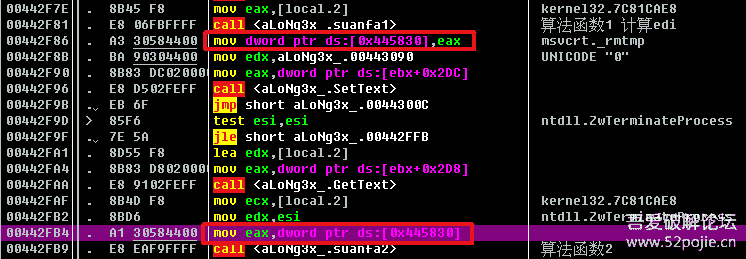 00442F7E . 8B45 F8 mov eax,[local.2] kernel32.7C81CAE8
00442F81 . E8 06FBFFFF call <aLoNg3x_.suanfa1> 算法函数1 计算edi
00442F86 . A3 30584400 mov dword ptr ds:[0x445830],eax msvcrt._rmtmp
00442F8B . BA 90304400 mov edx,aLoNg3x_.00443090 UNICODE "0"
00442F90 . 8B83 DC020000 mov eax,dword ptr ds:[ebx+0x2DC]
00442F96 . E8 D502FEFF call <aLoNg3x_.SetText>
00442F9B .⌄ EB 6F jmp short aLoNg3x_.0044300C
00442F9D > 85F6 test esi,esi ntdll.ZwTerminateProcess
00442F9F .⌄ 7E 5A jle short aLoNg3x_.00442FFB
00442FA1 . 8D55 F8 lea edx,[local.2]
00442FA4 . 8B83 D8020000 mov eax,dword ptr ds:[ebx+0x2D8]
00442FAA . E8 9102FEFF call <aLoNg3x_.GetText>
00442FAF . 8B4D F8 mov ecx,[local.2] kernel32.7C81CAE8
00442FB2 . 8BD6 mov edx,esi ntdll.ZwTerminateProcess
00442FB4 . A1 30584400 mov eax,dword ptr ds:[0x445830]
00442FB9 . E8 EAF9FFFF call <aLoNg3x_.suanfa2> 算法函数2
吾爱破解论坛
www.52pojie.cn